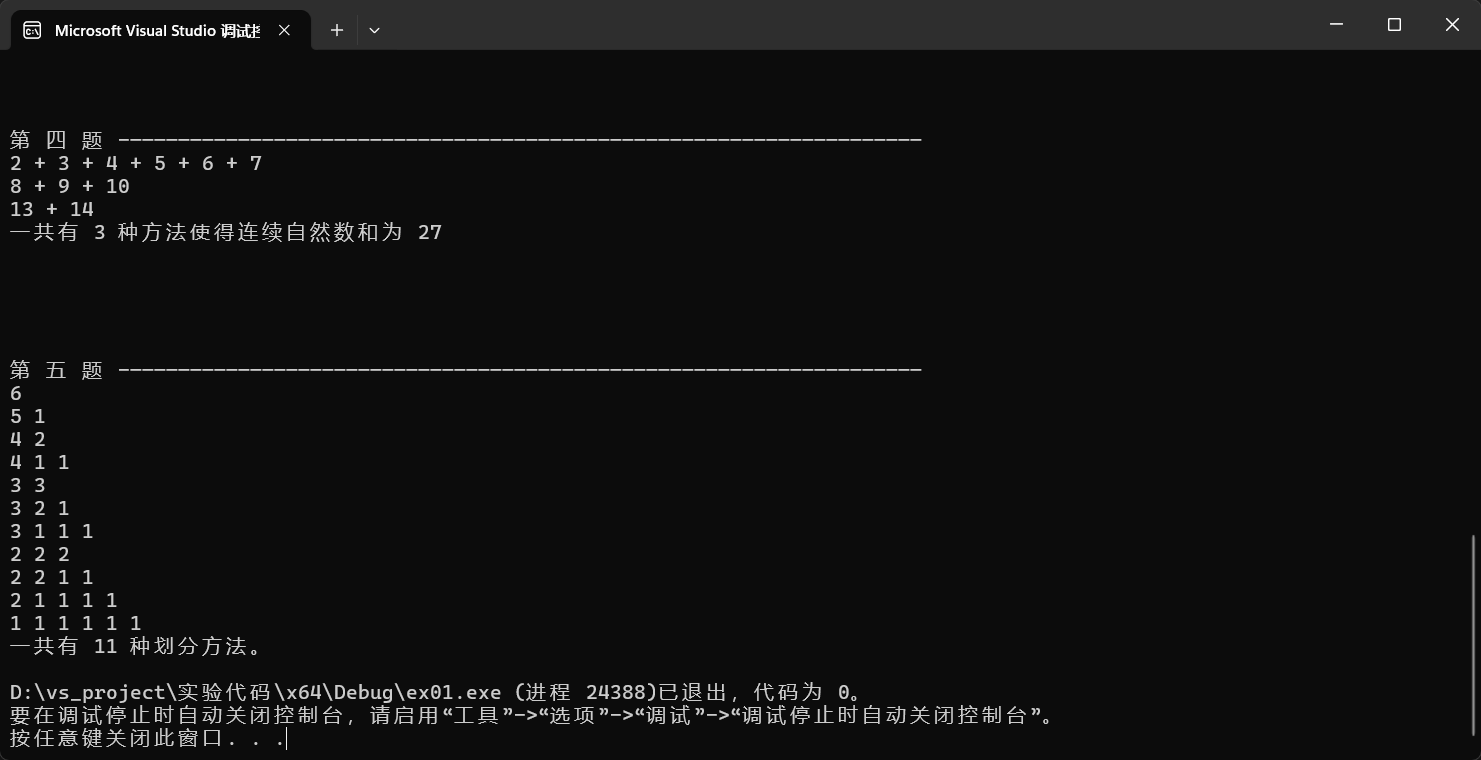 Microsoft Visual Studio 调试控
第 四 题 -------------------------------------------------------------------
2 + 3 + 4 + 5 + 6 + 7
8 + 9 + 10
13 + 14
一共有 3 种方法使得连续自然数和为 27
第 五 题 -------------------------------------------------------------------
6
5 1
4 2
4 1 1
3 3
3 2 1
3 1 1 1
2 2 2
2 2 1 1
2 1 1 1 1
1 1 1 1 1 1
一共有 11 种划分方法。
D:\vs_project\实验代码\x64\Debug\ex01.exe (进程 24388)已退出，代码为 0。
要在调试停止时自动关闭控制台，请启用“工具”->“选项”->“调试”->“调试停止时自动关闭控制台”。
按任意键关闭此窗口. . .